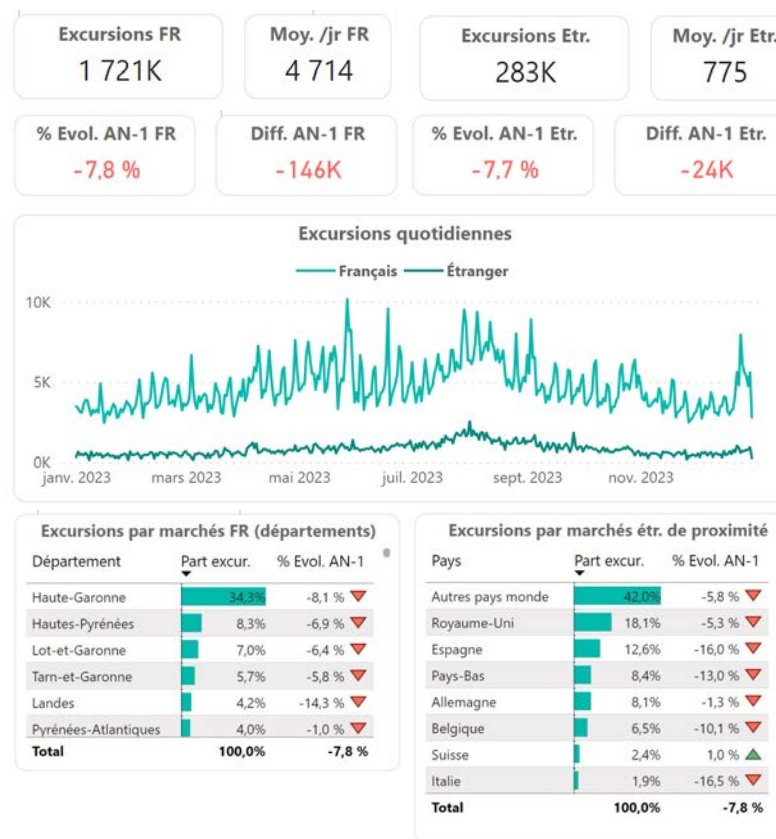 Excursions FR
1 721K
Moy. /jr FR
4 714
Excursions Etr.
283K
Moy. /jr Etr.
775
% Evol. AN-1 FR
-7,8 %
Diff. AN-1 FR
-146K
% Evol. AN-1 Etr.
-7,7 %
Diff. AN-1 Etr.
-24K
Excursions quotidiennes
Français Étranger
10K
5K
0K
janv. 2023 mars 2023 mai 2023 juil. 2023 sept. 2023 nov. 2023
Excursions par marchés FR (départements)
Département Part excur. % Evol. AN-1
Haute-Garonne 34,3% -8,1 %
Hautes-Pyrénées 8,3% -6,9 %
Lot-et-Garonne 7,0% -6,4 %
Tarn-et-Garonne 5,7% -5,8 %
Landes 4,2% -14,3 %
Pyrénées-Atlantiques 4,0% -1,0 %
Total 100,0% -7,8 %
Excursions par marchés étr. de proximité
Pays Part excur. % Evol. AN-1
Autres pays monde 42,0% -5,8 %
Royaume-Uni 18,1% -5,3 %
Espagne 12,6% -16,0 %
Pays-Bas 8,4% -13,0 %
Allemagne 8,1% -1,3 %
Belgique 6,5% -10,1 %
Suisse 2,4% 1,0 %
Italie 1,9% -16,5 %
Total 100,0% -7,8 %